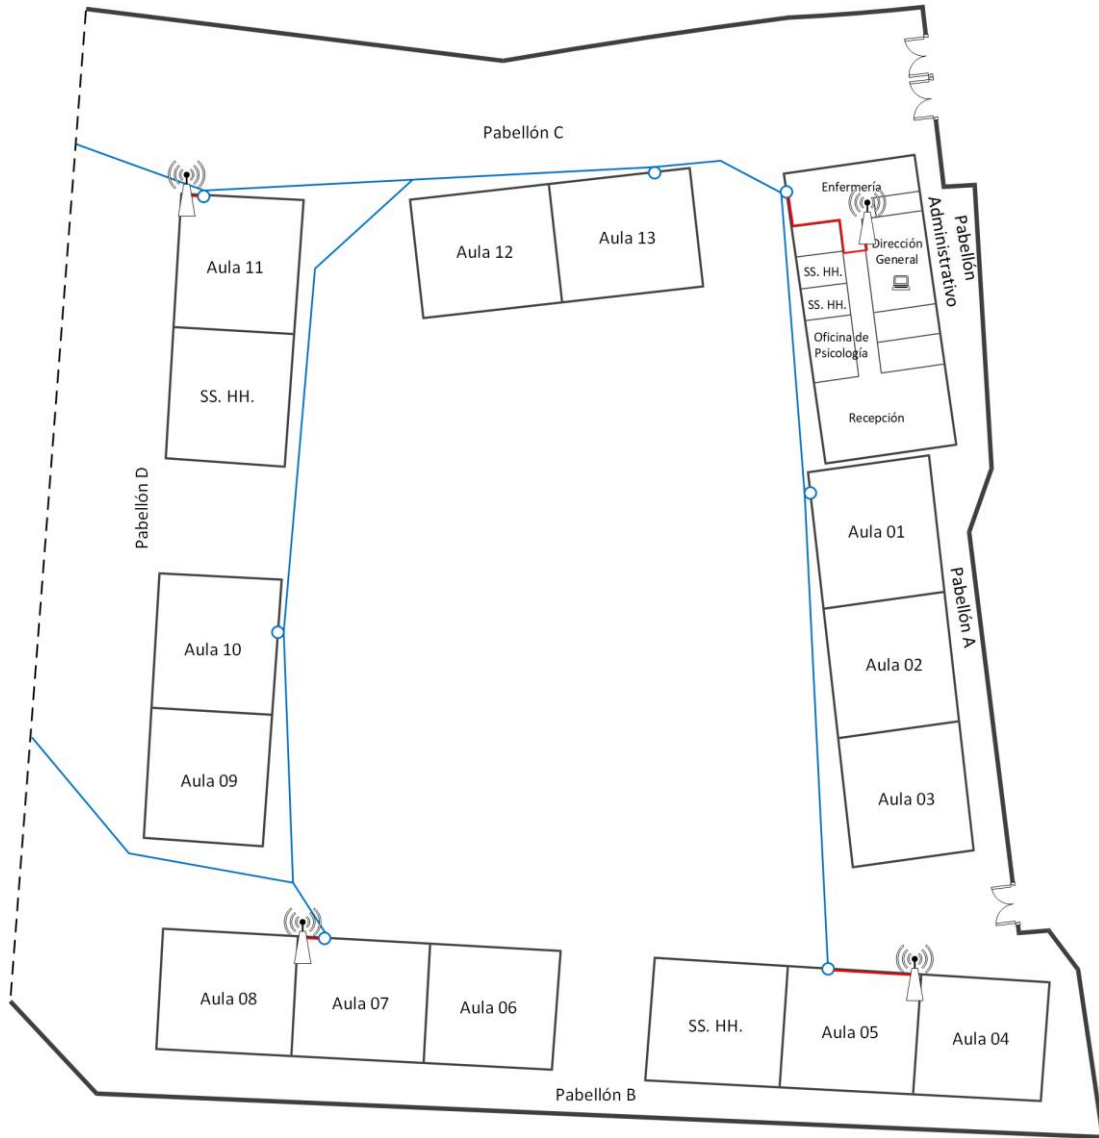 Pabellón C
Enfermería
Pabellón
Administrativo
Dirección
General
SS. HH.
SS. HH.
Oficina de
Psicología
Recepción
Aula 11
Aula 12
Aula 13
SS. HH.
Pabellón D
Aula 01
Pabellón A
Aula 10
Aula 02
Aula 09
Aula 03
Aula 08
Aula 07
Aula 06
SS. HH.
Aula 05
Aula 04
Pabellón B